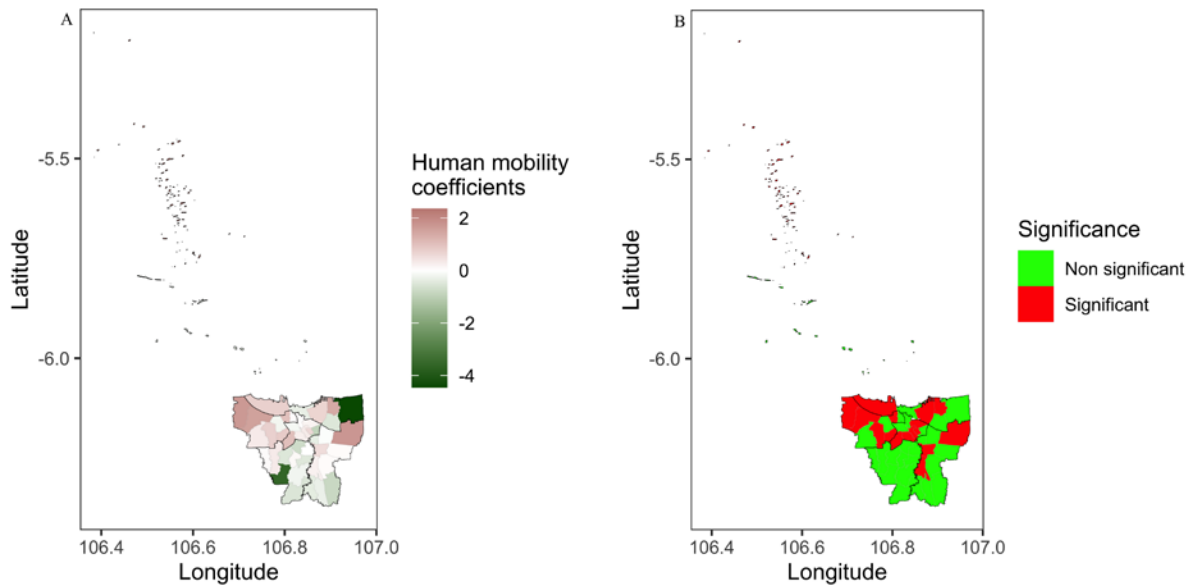 A
Latitude
-5.5
-6.0
106.4 106.6 106.8 107.0
Longitude
Human mobility
coefficients
2
0
-2
-4
B
Latitude
-5.5
-6.0
106.4 106.6 106.8 107.0
Longitude
Significance
Non significant
Significant